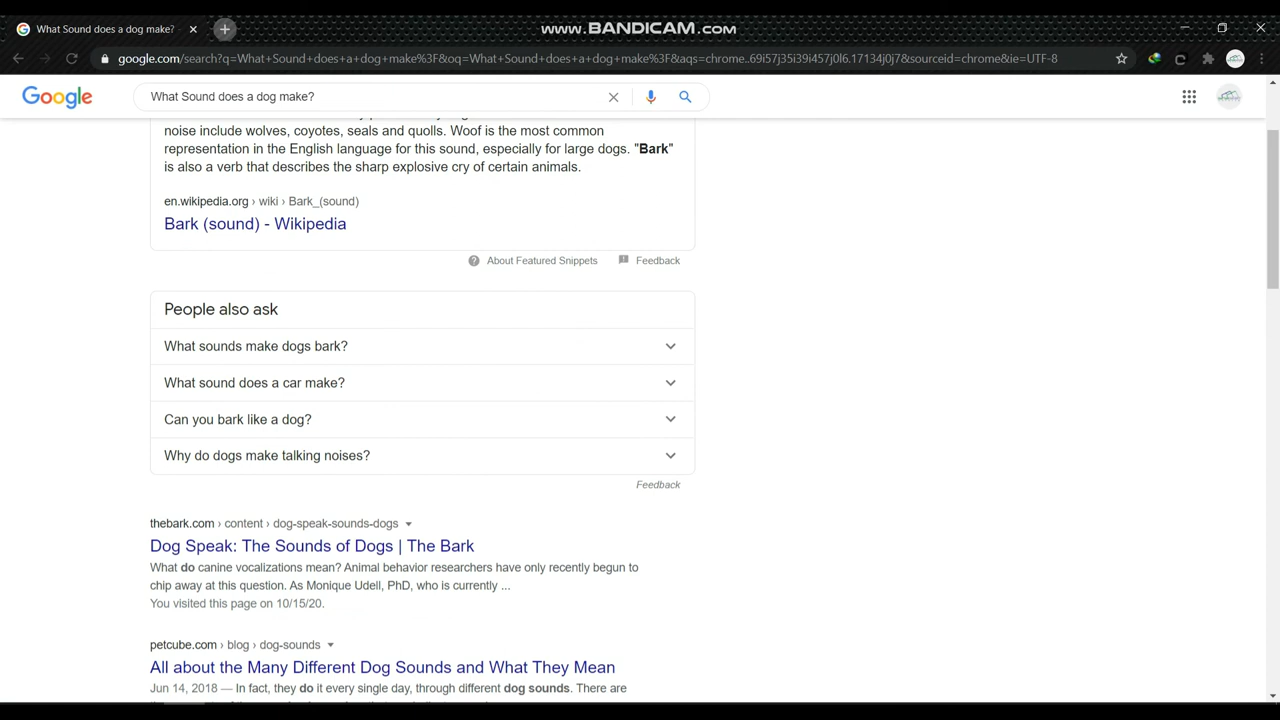 What Sound does a dog make?
www.BANDICAM.com
google.com/search?q=What+Sound+does+a+dog+make%3F&oq=What+Sound+does+a+dog+make%3F&aqs=chrome..69i57j35i39i457j0l6.17134j0j7&sourceid=chrome&ie=UTF-8
Google
What Sound does a dog make?
noise include wolves, coyotes, seals and quolls. Woof is the most common
representation in the English language for this sound, especially for large dogs. "Bark"
is also a verb that describes the sharp explosive cry of certain animals.
en.wikipedia.org › wiki › Bark_(sound)
Bark (sound) - Wikipedia
About Featured Snippets
Feedback
People also ask
What sounds make dogs bark?
What sound does a car make?
Can you bark like a dog?
Why do dogs make talking noises?
Feedback
thebark.com › content › dog-speak-sounds-dogs
Dog Speak: The Sounds of Dogs | The Bark
What do canine vocalizations mean? Animal behavior researchers have only recently begun to
chip away at this question. As Monique Udell, PhD, who is currently ...
You visited this page on 10/15/20.
petcube.com › blog › dog-sounds
All about the Many Different Dog Sounds and What They Mean
Jun 14, 2018 — In fact, they do it every single day, through different dog sounds. There are